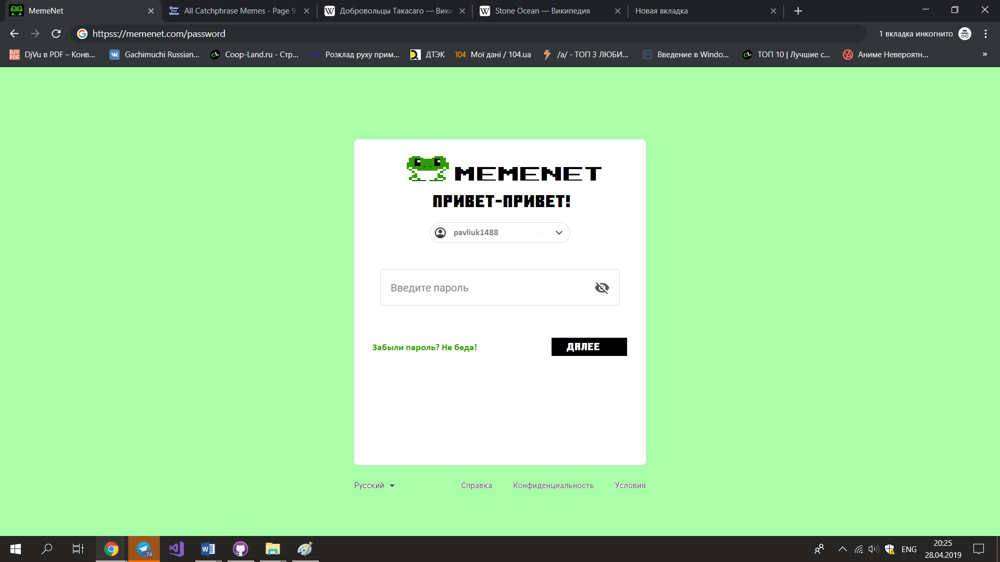 MemeNet
All Catchphrase Memes - Page 9
Добровольцы Такасаго — Вики
Stone Ocean — Википедия
Новая вкладка
httpss://memenet.com/password
1 вкладка инкогнито
DjVu в PDF – Конв...
Gachimuchi Russian...
Coop-Land.ru - Стр...
Розклад руху прим...
ДТЭК
104 Мої дані / 104.ua
/a/ - ТОП 3 ЛЮБИ...
Введение в Windo...
ТОП 10 | Лучшие с...
Аниме Невероятн...
»
MEMENET
ПРИВЕТ-ПРИВЕТ!
pavliuk1488
Введите пароль
Забыли пароль? Не беда!
ДАЛЕЕ
Русский
Справка
Конфиденциальность
Условия
..74
ENG
20:25
28.04.2019